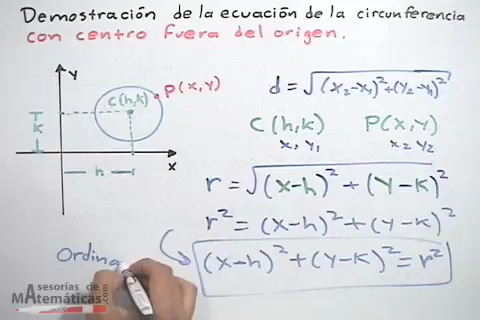 Demostración de la ecuación de la circunferencia
con centro fuera del origen.
y
C(h,k)
P(x,y)
k
h
x
d = √(x₂-x₁)²+(y₂-y₁)²
C(h,k) P(x,y)
x₁ y₁ x₂ y₂
r = √(x-h)² + (y-k)²
r² = (x-h)² + (y-k)²
(x-h)² + (y-k)² = r²
Ordina
Asesorías de
Matemáticas.com